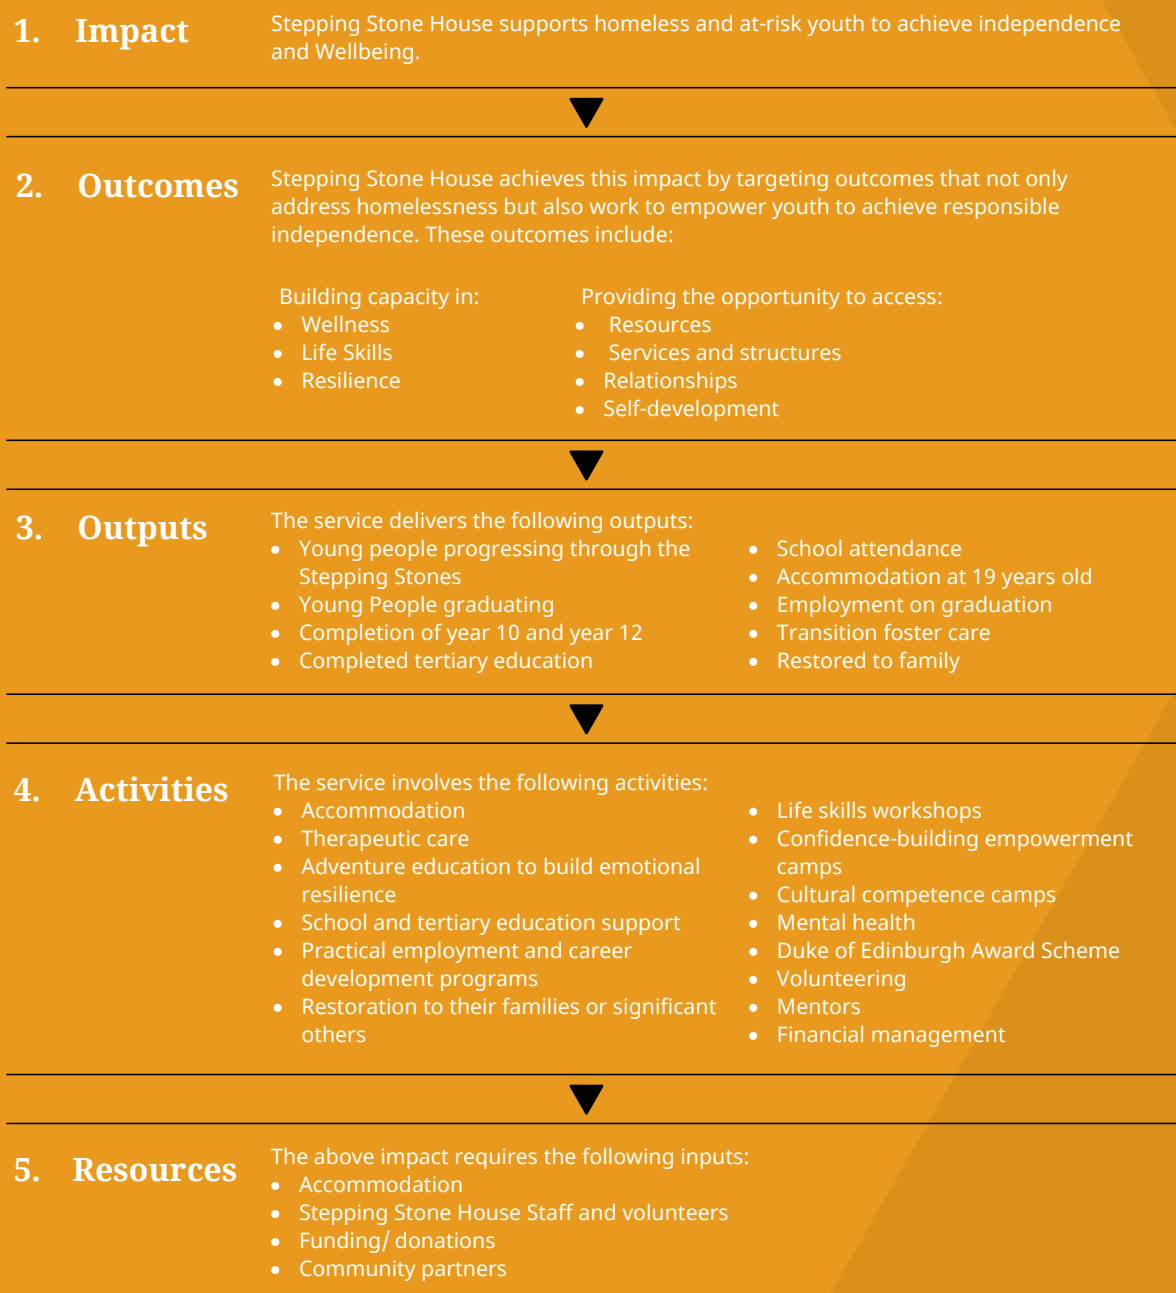 1. Impact
Stepping Stone House supports homeless and at-risk youth to achieve independence
and Wellbeing.
2. Outcomes
Stepping Stone House achieves this impact by targeting outcomes that not only
address homelessness but also work to empower youth to achieve responsible
independence. These outcomes include:
Building capacity in:
• Wellness
• Life Skills
• Resilience
Providing the opportunity to access:
• Resources
• Services and structures
• Relationships
• Self-development
3. Outputs
The service delivers the following outputs:
• Young people progressing through the
Stepping Stones
• Young People graduating
• Completion of year 10 and year 12
• Completed tertiary education
• School attendance
• Accommodation at 19 years old
• Employment on graduation
• Transition foster care
• Restored to family
4. Activities
The service involves the following activities:
• Accommodation
• Therapeutic care
• Adventure education to build emotional
resilience
• School and tertiary education support
• Practical employment and career
development programs
• Restoration to their families or significant
others
• Life skills workshops
• Confidence-building empowerment
camps
• Cultural competence camps
• Mental health
• Duke of Edinburgh Award Scheme
• Volunteering
• Mentors
• Financial management
5. Resources
The above impact requires the following inputs:
• Accommodation
• Stepping Stone House Staff and volunteers
• Funding/ donations
• Community partners